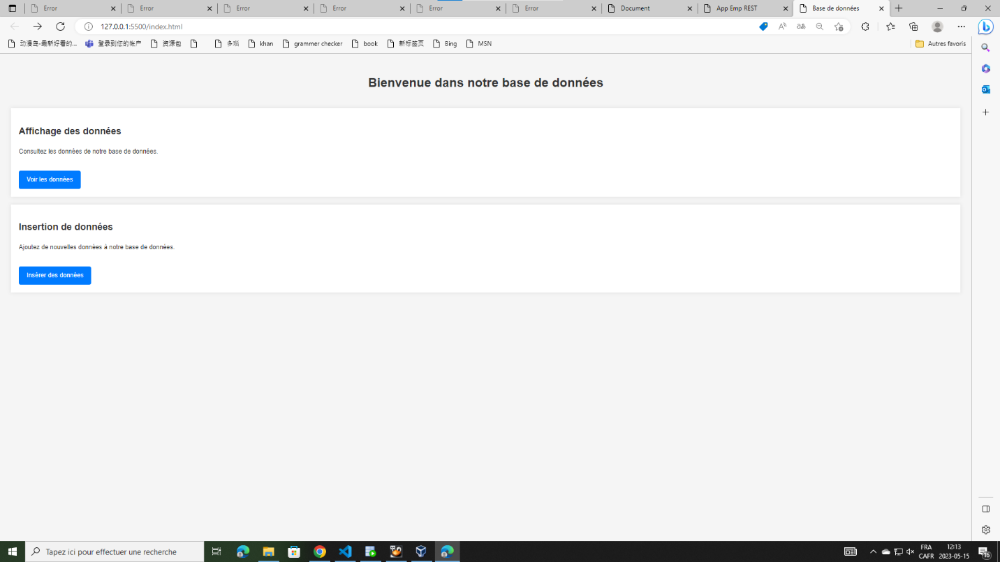 Error
Error
Error
Error
Error
Error
Document
App Emp REST
Base de données
127.0.0.1:5500/index.html
动漫岛-最新好看的...
登录到您的帐户
资源包
多瑙
khan
grammer checker
book
新标签页
Bing
MSN
Autres favoris
Bienvenue dans notre base de données
Affichage des données
Consultez les données de notre base de données.
Voir les données
Insertion de données
Ajoutez de nouvelles données à notre base de données.
Insérer des données
Tapez ici pour effectuer une recherche
FRA
CAFR
12:13
2023-05-15
16